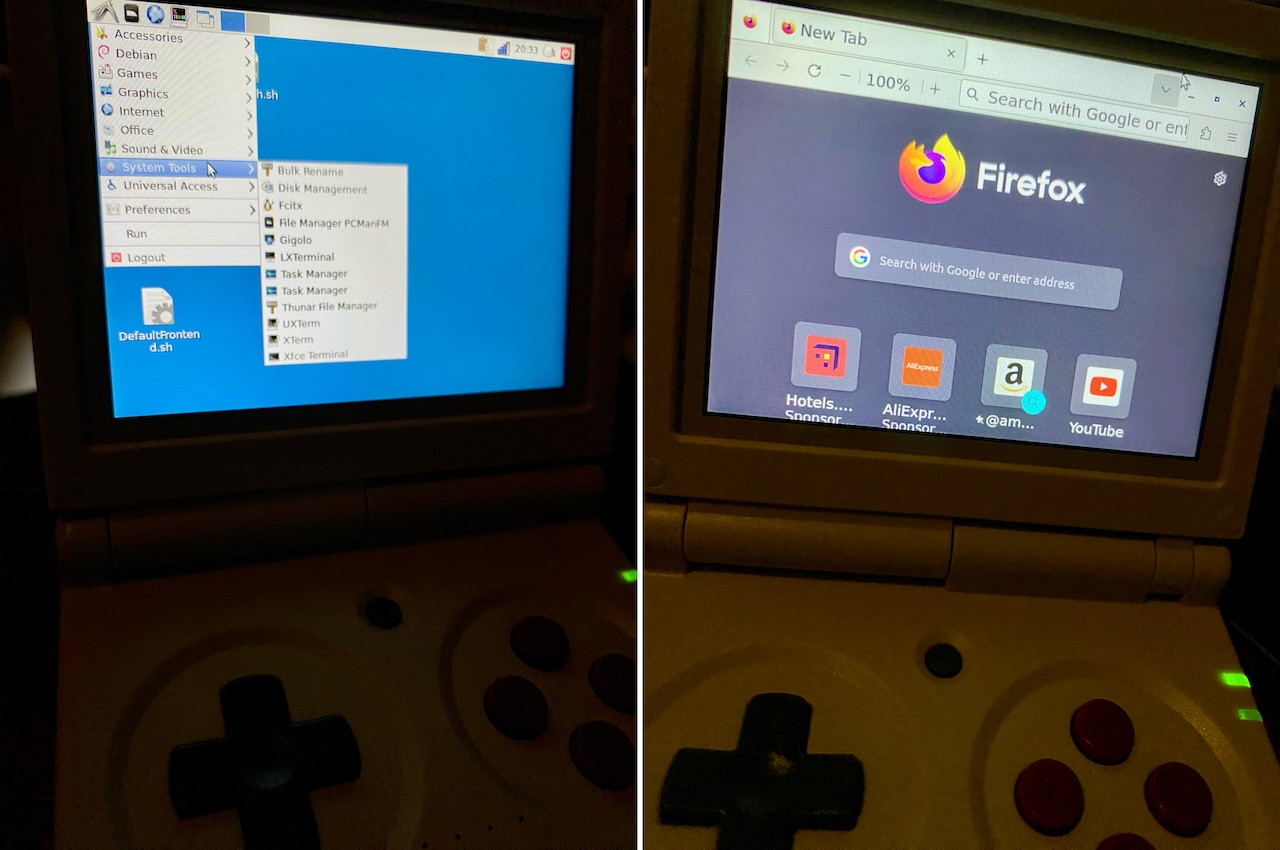 20:33
Accessories
Debian
Games
Graphics
Internet
Office
Sound & Video
System Tools
Universal Access
Preferences
Run
Logout
h.sh
Bulk Rename
Disk Management
Fcitx
File Manager PCManFM
Gigolo
LXTerminal
Task Manager
Task Manager
Thunar File Manager
UXTerm
XTerm
Xfce Terminal
DefaultFronten
d.sh
New Tab
100%
Search with Google or ent
Firefox
G
Search with Google or enter address
AliExpress
a
Hotels....
Sponsor
AliExpr...
Sponsor
@am...
YouTube